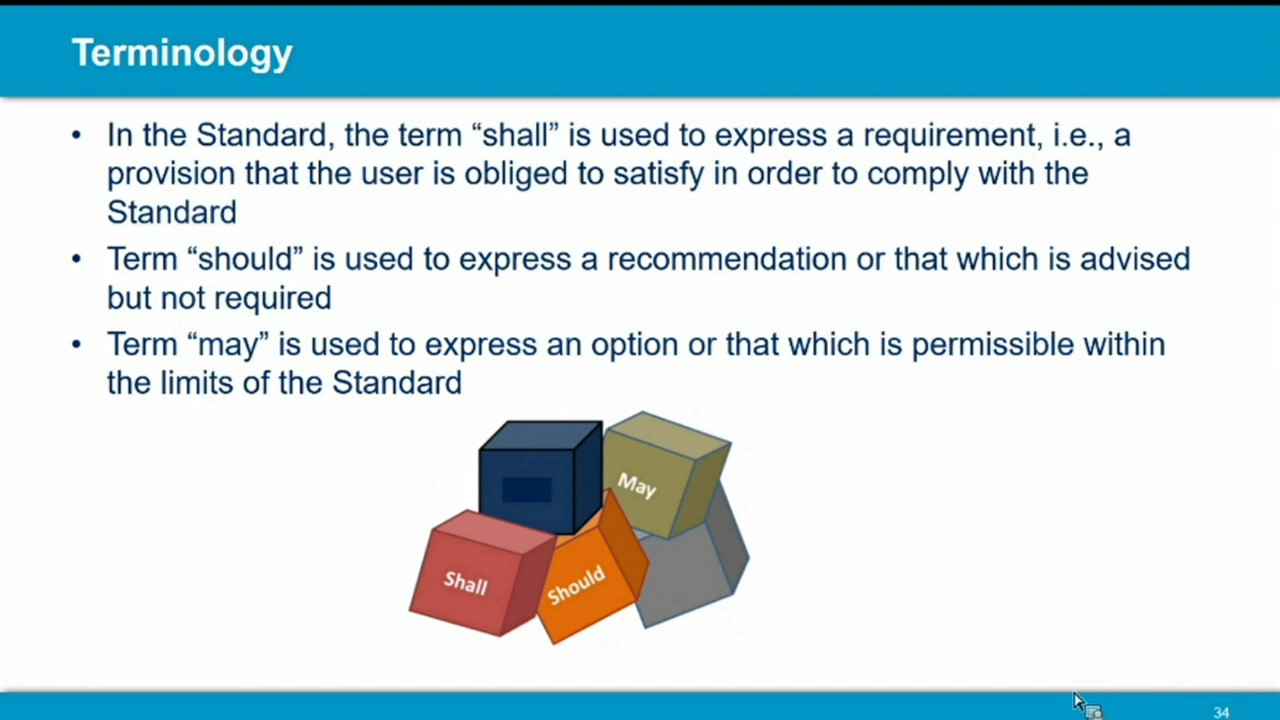 Terminology
• In the Standard, the term “shall” is used to express a requirement, i.e., a
provision that the user is obliged to satisfy in order to comply with the
Standard
• Term “should” is used to express a recommendation or that which is advised
but not required
• Term “may” is used to express an option or that which is permissible within
the limits of the Standard
May
Shall
Should
34